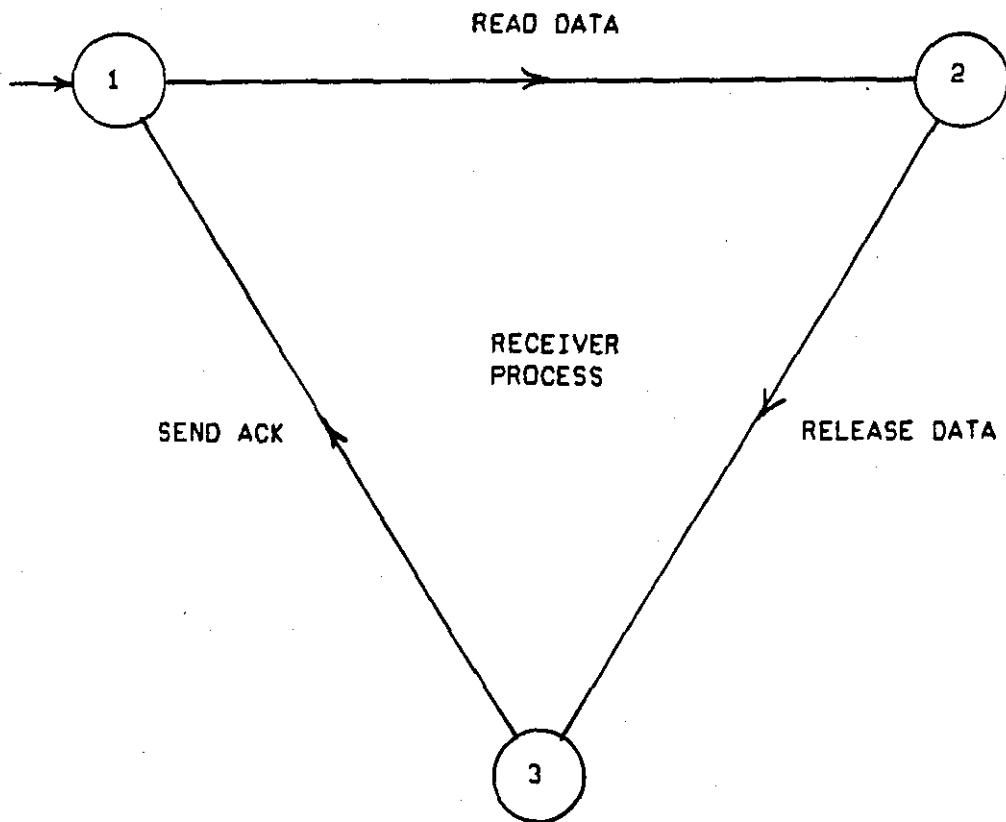 READ DATA
1
2
RECEIVER
PROCESS
SEND ACK
RELEASE DATA
3